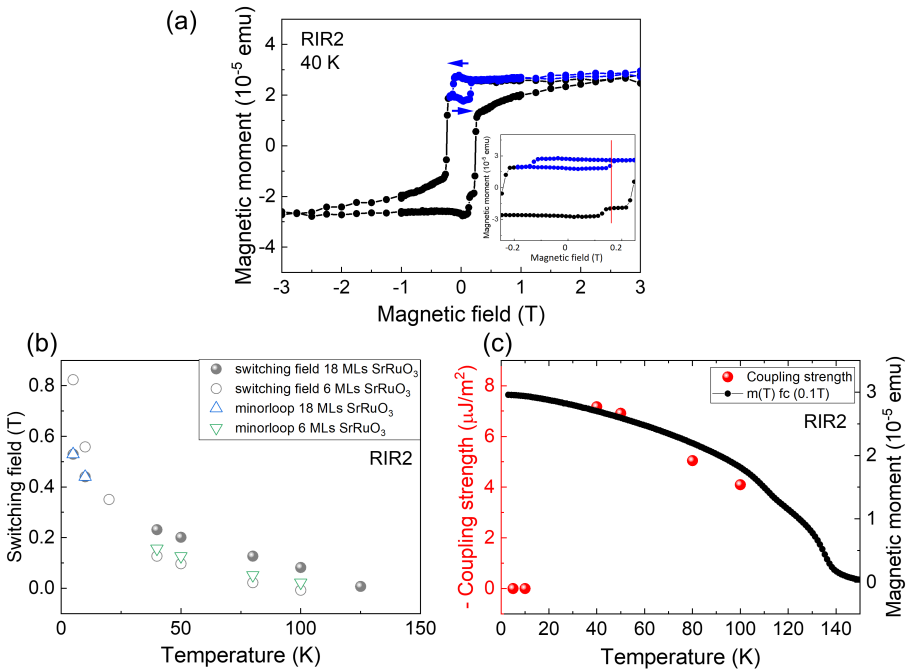 (a)
RIR2
40 K
Magnetic moment (10-5 emu)
4
2
0
-2
-4
-3 -2 -1 0 1 2 3
Magnetic field (T)
Magnetic moment (10-5 emu)
3
0
-3
-0.2 0 0.2
Magnetic field (T)
(b)
switching field 18 MLs SrRuO3
switching field 6 MLs SrRuO3
minorloop 18 MLs SrRuO3
minorloop 6 MLs SrRuO3
RIR2
Switching field (T)
0.8
0.6
0.4
0.2
0.0
0 50 100 150
Temperature (K)
(c)
Coupling strength
m(T) fc (0.1T)
RIR2
- Coupling strength (μJ/m2)
8
6
4
2
0
0 20 40 60 80 100 120 140
Temperature (K)
3
2
1
0
Magnetic moment (10-5 emu)